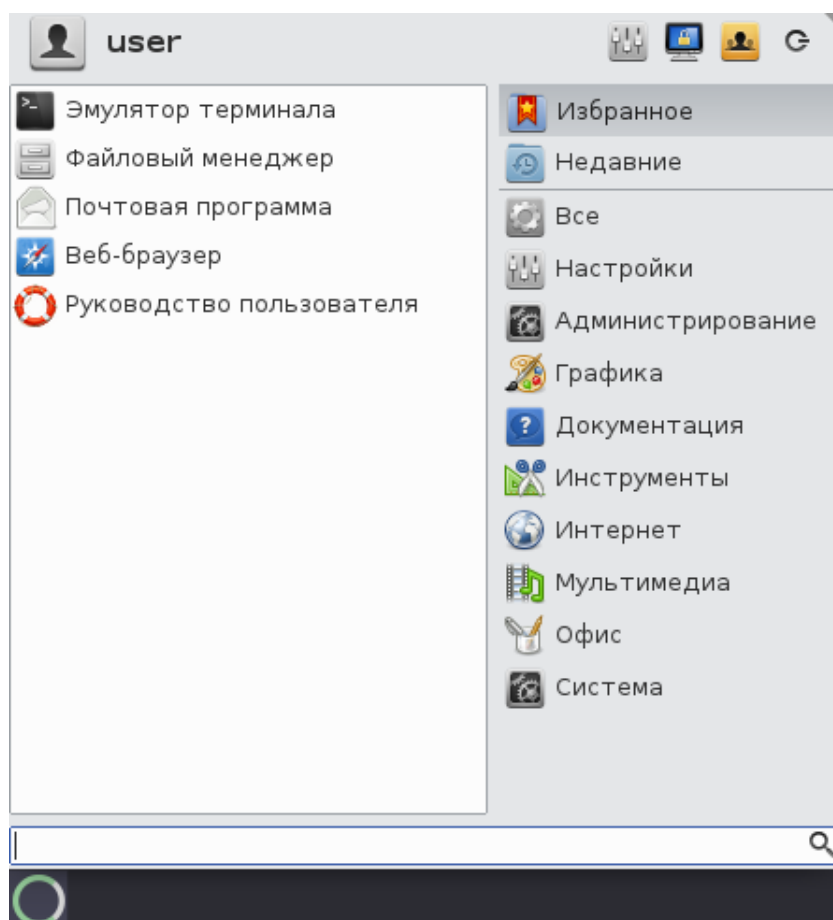 user
Эмулятор терминала
Файловый менеджер
Почтовая программа
Веб-браузер
Руководство пользователя
Избранное
Недавние
Все
Настройки
Администрирование
Графика
Документация
Инструменты
Интернет
Мультимедиа
Офис
Система